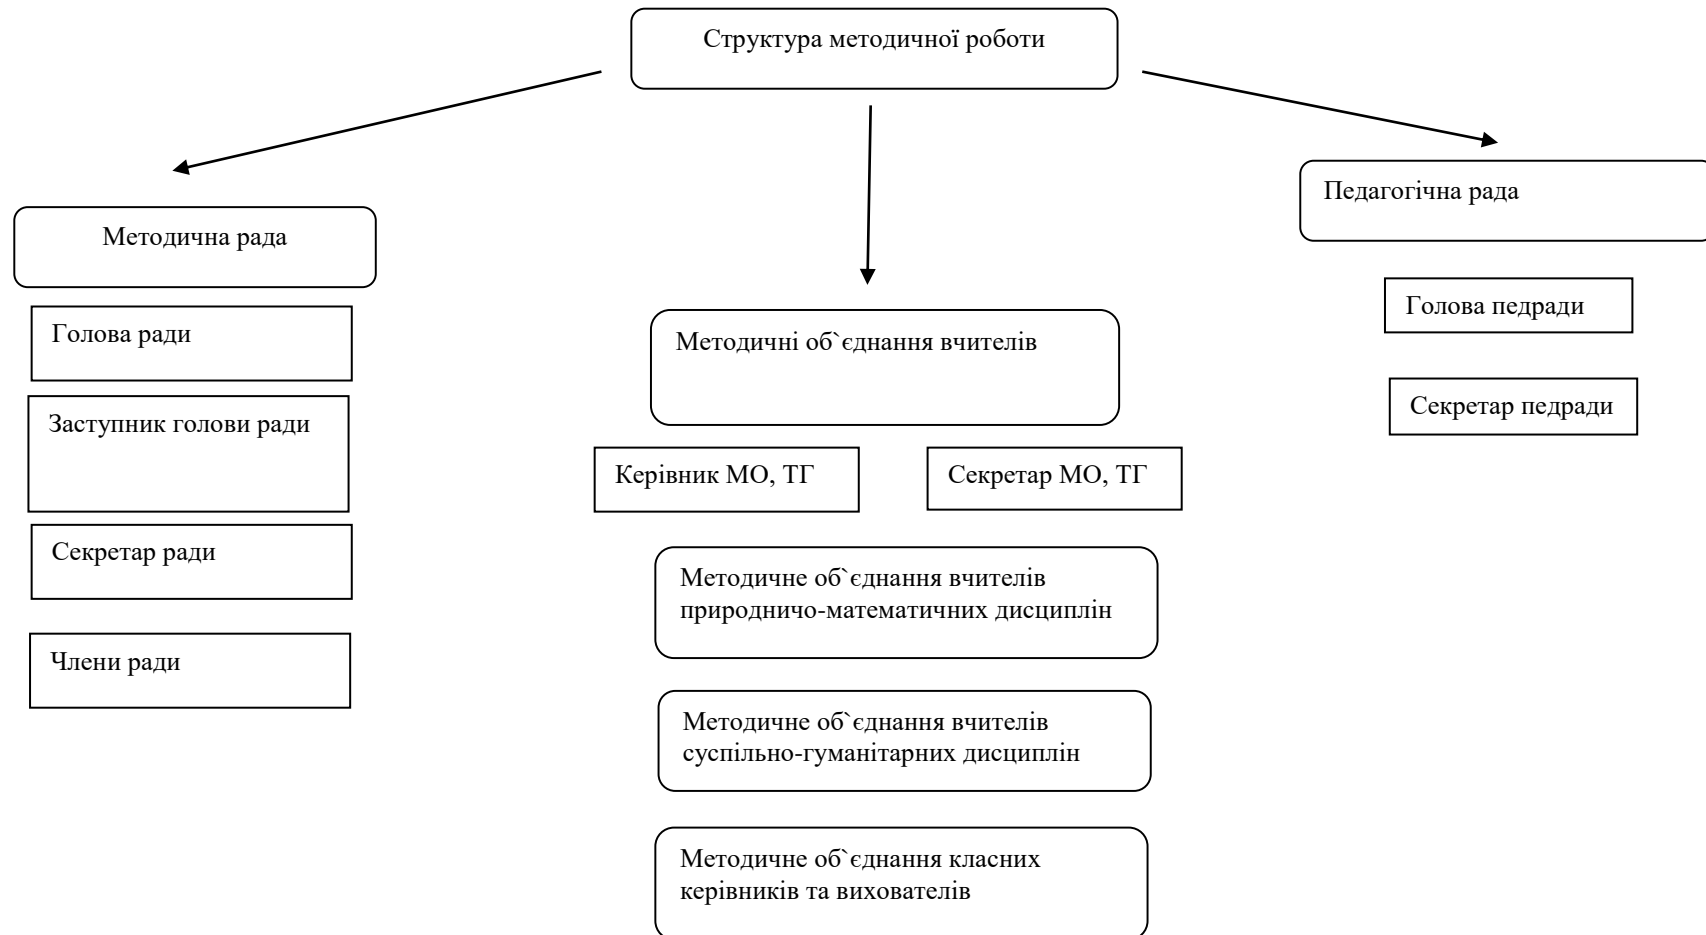 Структура методичної роботи
Методична рада
Голова ради
Заступник голови ради
Секретар ради
Члени ради
Методичні об`єднання вчителів
Керівник МО, ТГ
Секретар МО, ТГ
Методичне об`єднання вчителів
природничо-математичних дисциплін
Методичне об`єднання вчителів
суспільно-гуманітарних дисциплін
Методичне об`єднання класних
керівників та вихователів
Педагогічна рада
Голова педради
Секретар педради